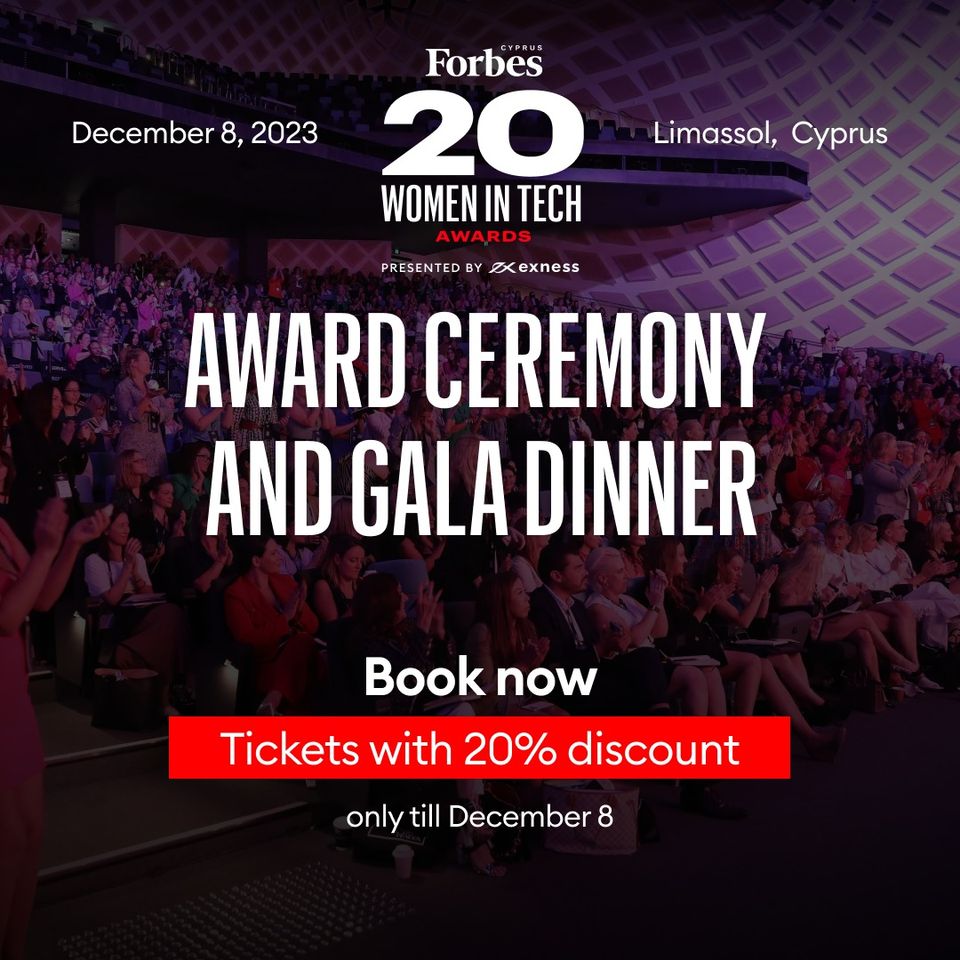 CYPRUS
Forbes
December 8, 2023
20
Limassol, Cyprus
WOMEN IN TECH
AWARDS
PRESENTED BY exness
AWARD CEREMONY
AND GALA DINNER
Book now
Tickets with 20% discount
only till December 8